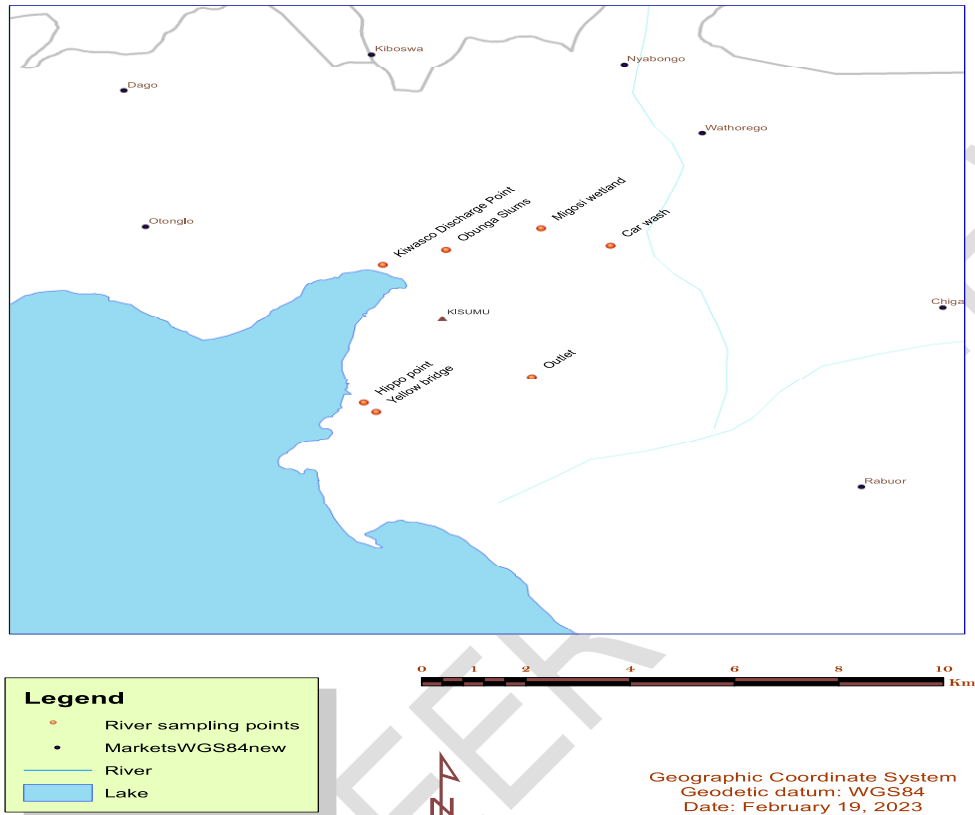 Kiboswa
Nyabongo
Dago
Wathorego
Otonglo
Kiwasco Discharge Point
Obunga Slums
Migosi wetland
Car wash
Chiga
KISUMU
Outlet
Hippo point
Yellow bridge
Rabuor
0 1 2 4 6 8 10
Km
Legend
River sampling points
MarketsWGS84new
River
Lake
N
Geographic Coordinate System
Geodetic datum: WGS84
Date: February 19, 2023